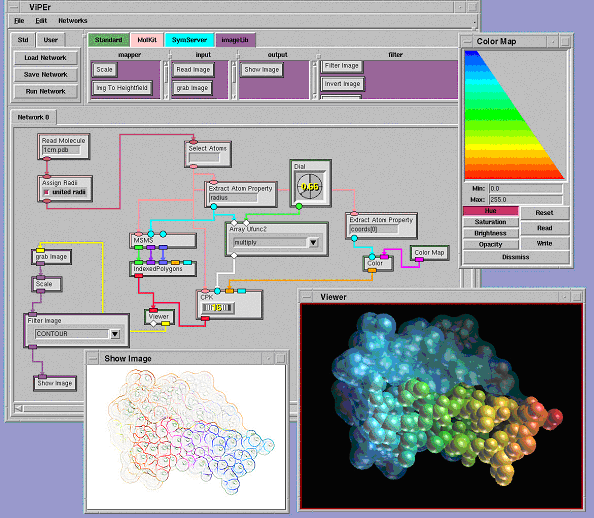 ViPEr
File Edit Networks
Std User
Load Network
Save Network
Run Network
Standard MolKit SymServer imageLib
mapper input output filter
Scale Read Image Show Image Filter Image
Img To Heightfield grab Image Invert Image
Network 0
Read Molecule
1crn.pdb
Assign Radii
united radii
Select Atoms
Extract Atom Property
radius
Dial
0.55
Extract Atom Property
coords[0]
Array Ufunc2
multiply
MSMS
IndexedPolygons
Color
Color Map
grab Image
Scale
Filter Image
CONTOUR
Show Image
Viewer
CPK
Color Map
Min: 0.0
Max: 255.0
Hue
Saturation
Brightness
Opacity
Reset
Read
Write
Dissmiss
Show Image
Viewer